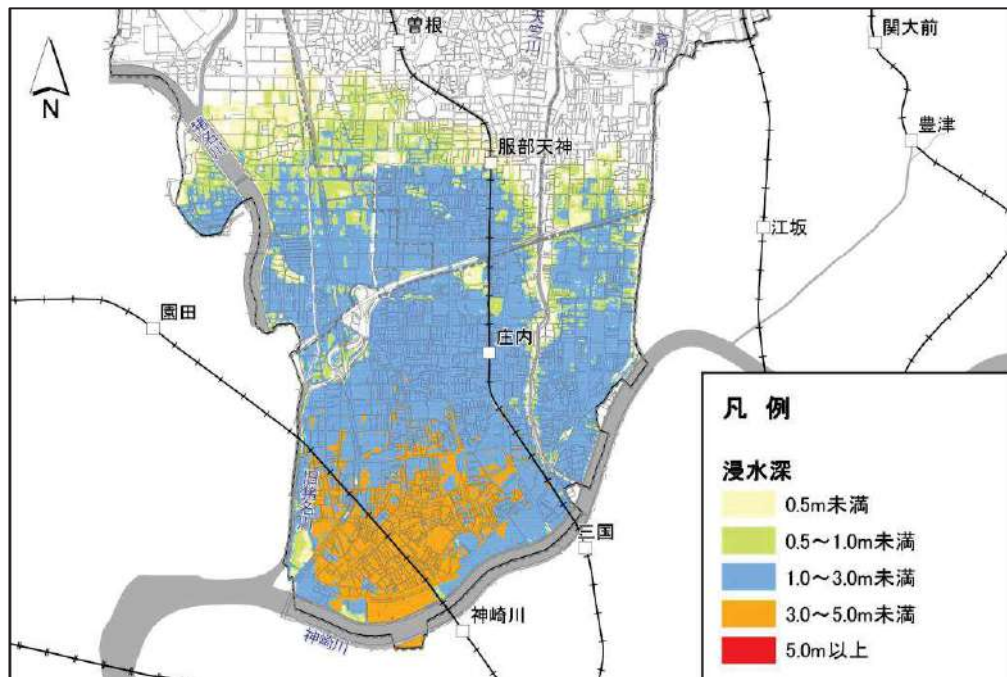 曽根
関大前
N
豊津
服部天神
江坂
園田
庄内
三国
神崎川
神崎川
凡 例
浸水深
0.5m未満
0.5～1.0m未満
1.0～3.0m未満
3.0～5.0m未満
5.0m以上